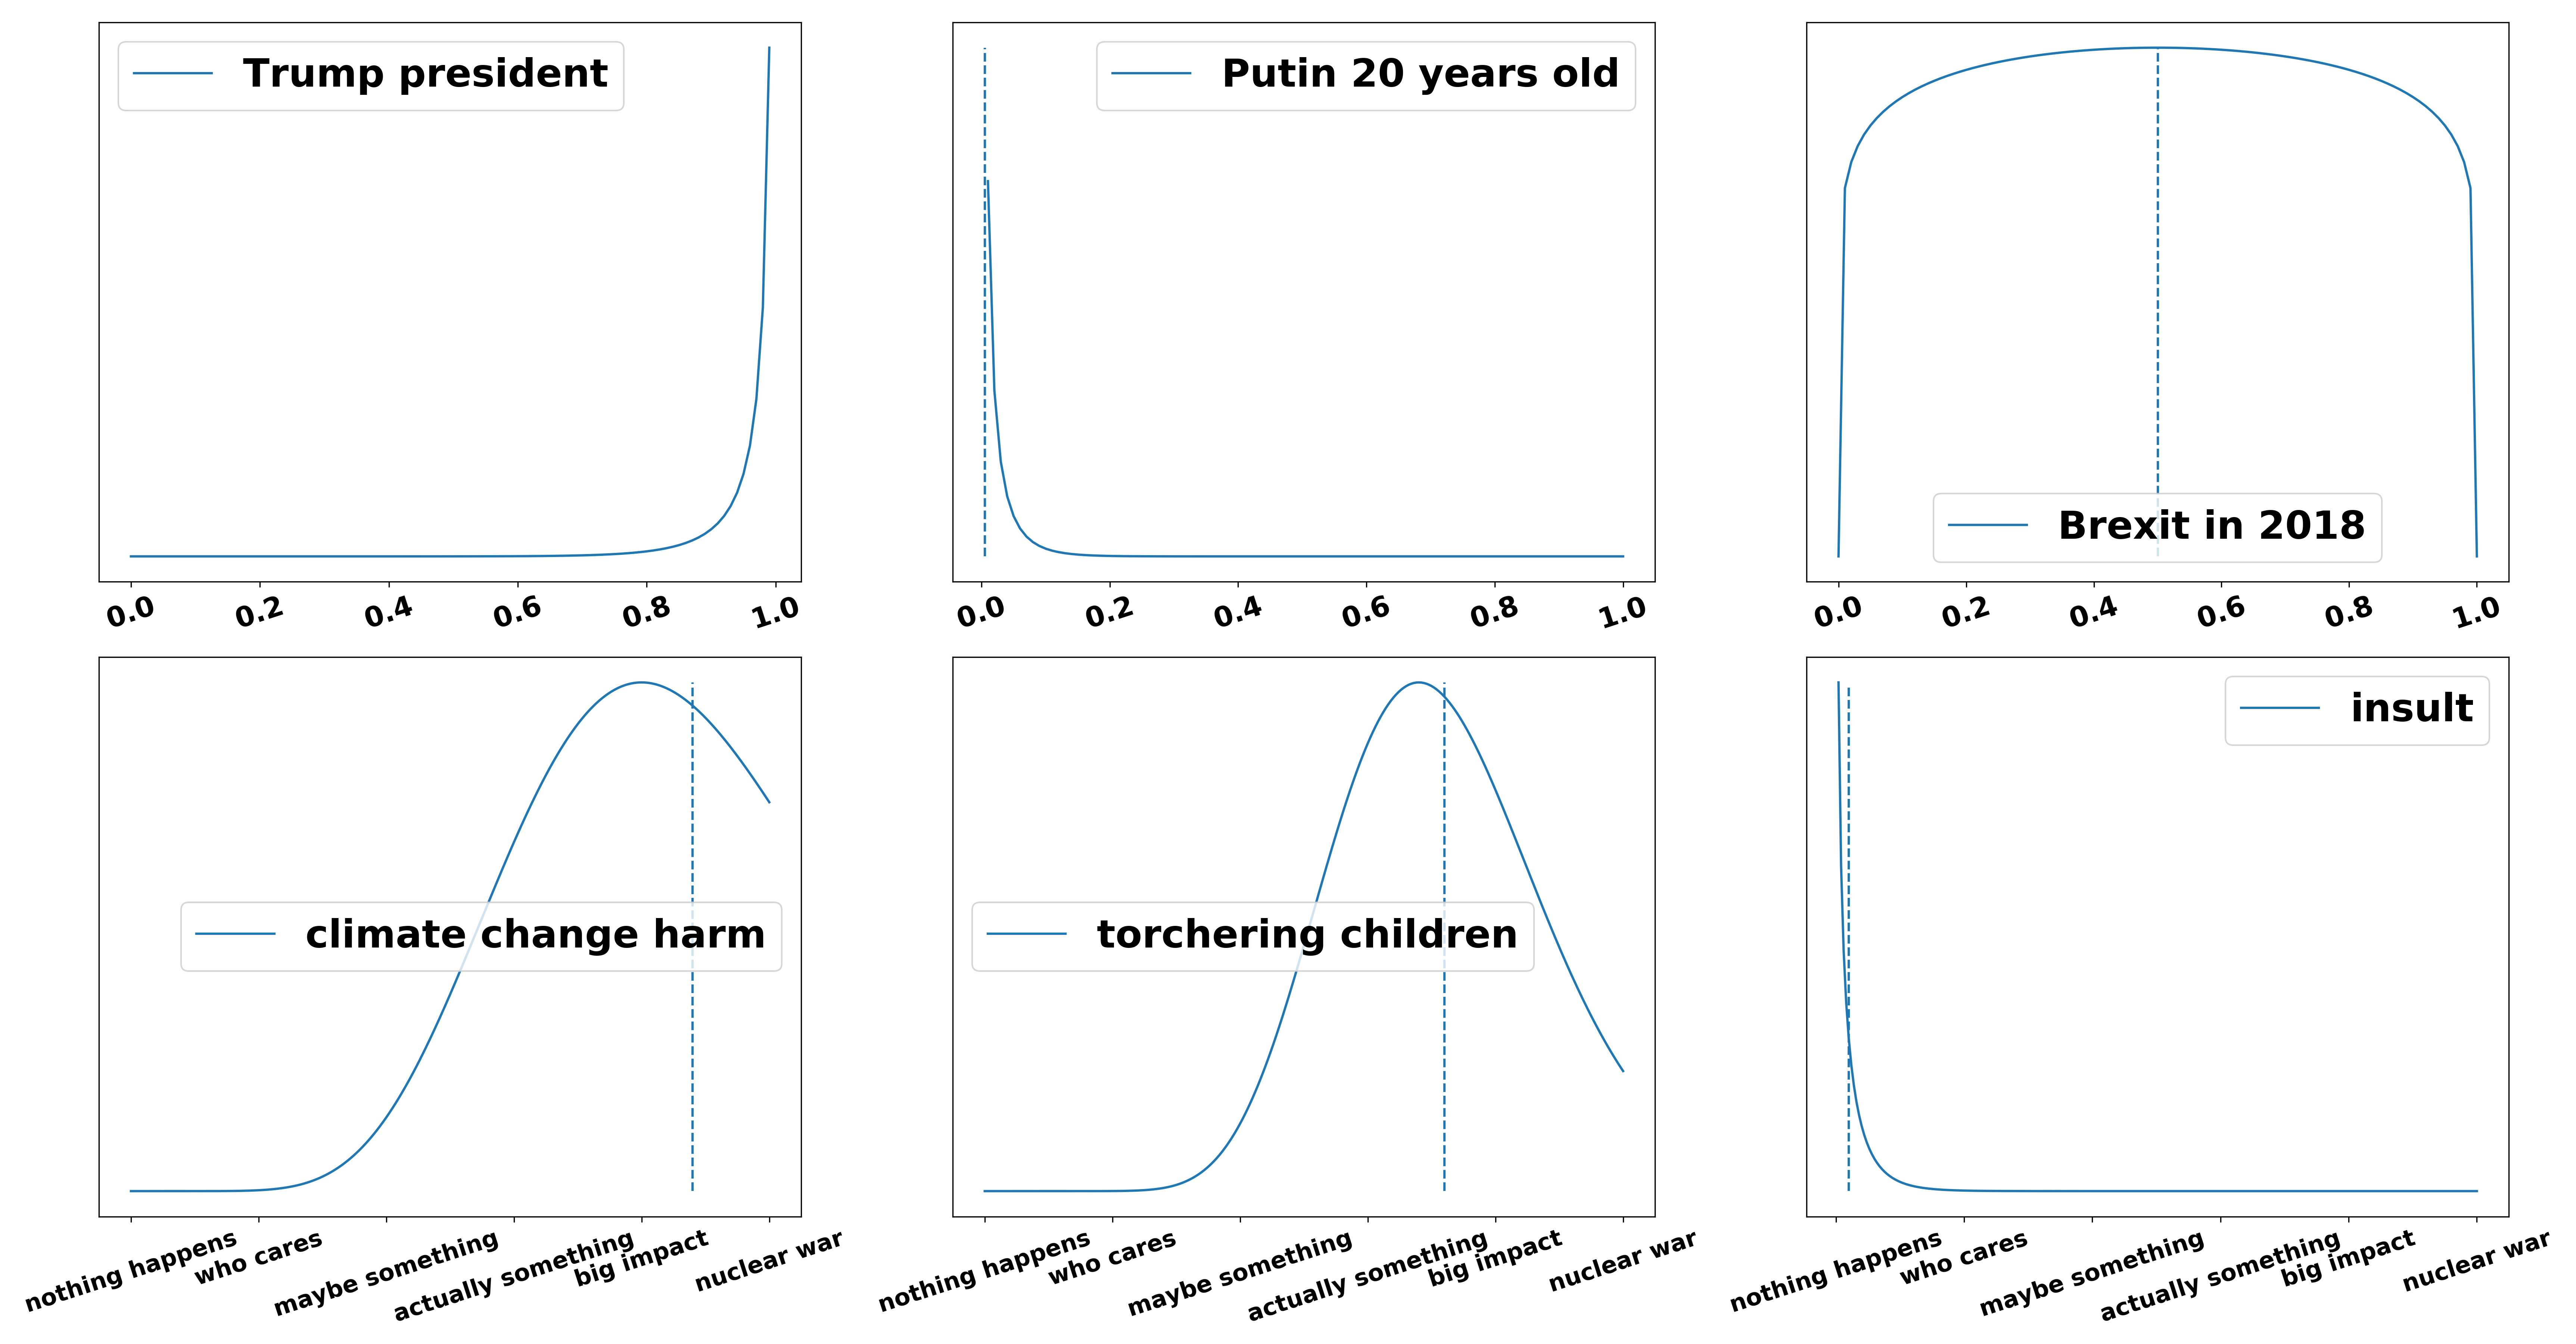 Trump president
0.0 0.2 0.4 0.6 0.8 1.0
Putin 20 years old
0.0 0.2 0.4 0.6 0.8 1.0
Brexit in 2018
0.0 0.2 0.4 0.6 0.8 1.0
climate change harm
nothing happens who cares maybe something actually something big impact nuclear war
torchering children
nothing happens who cares maybe something actually something big impact nuclear war
insult
nothing happens who cares maybe something actually something big impact nuclear war